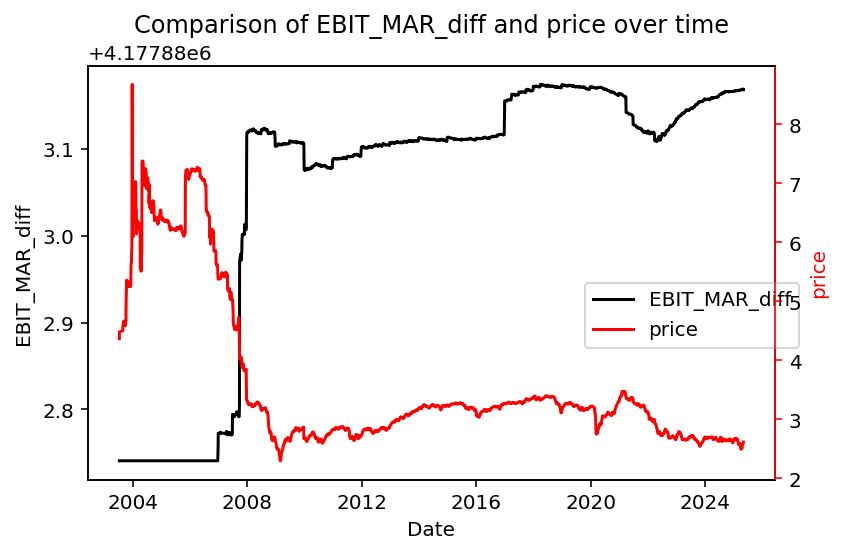 Comparison of EBIT_MAR_diff and price over time
+4.17788e6
3.1
3.0
2.9
2.8
EBIT_MAR_diff
8
7
6
5
4
3
2
price
EBIT_MAR_diff
price
2004 2008 2012 2016 2020 2024
Date